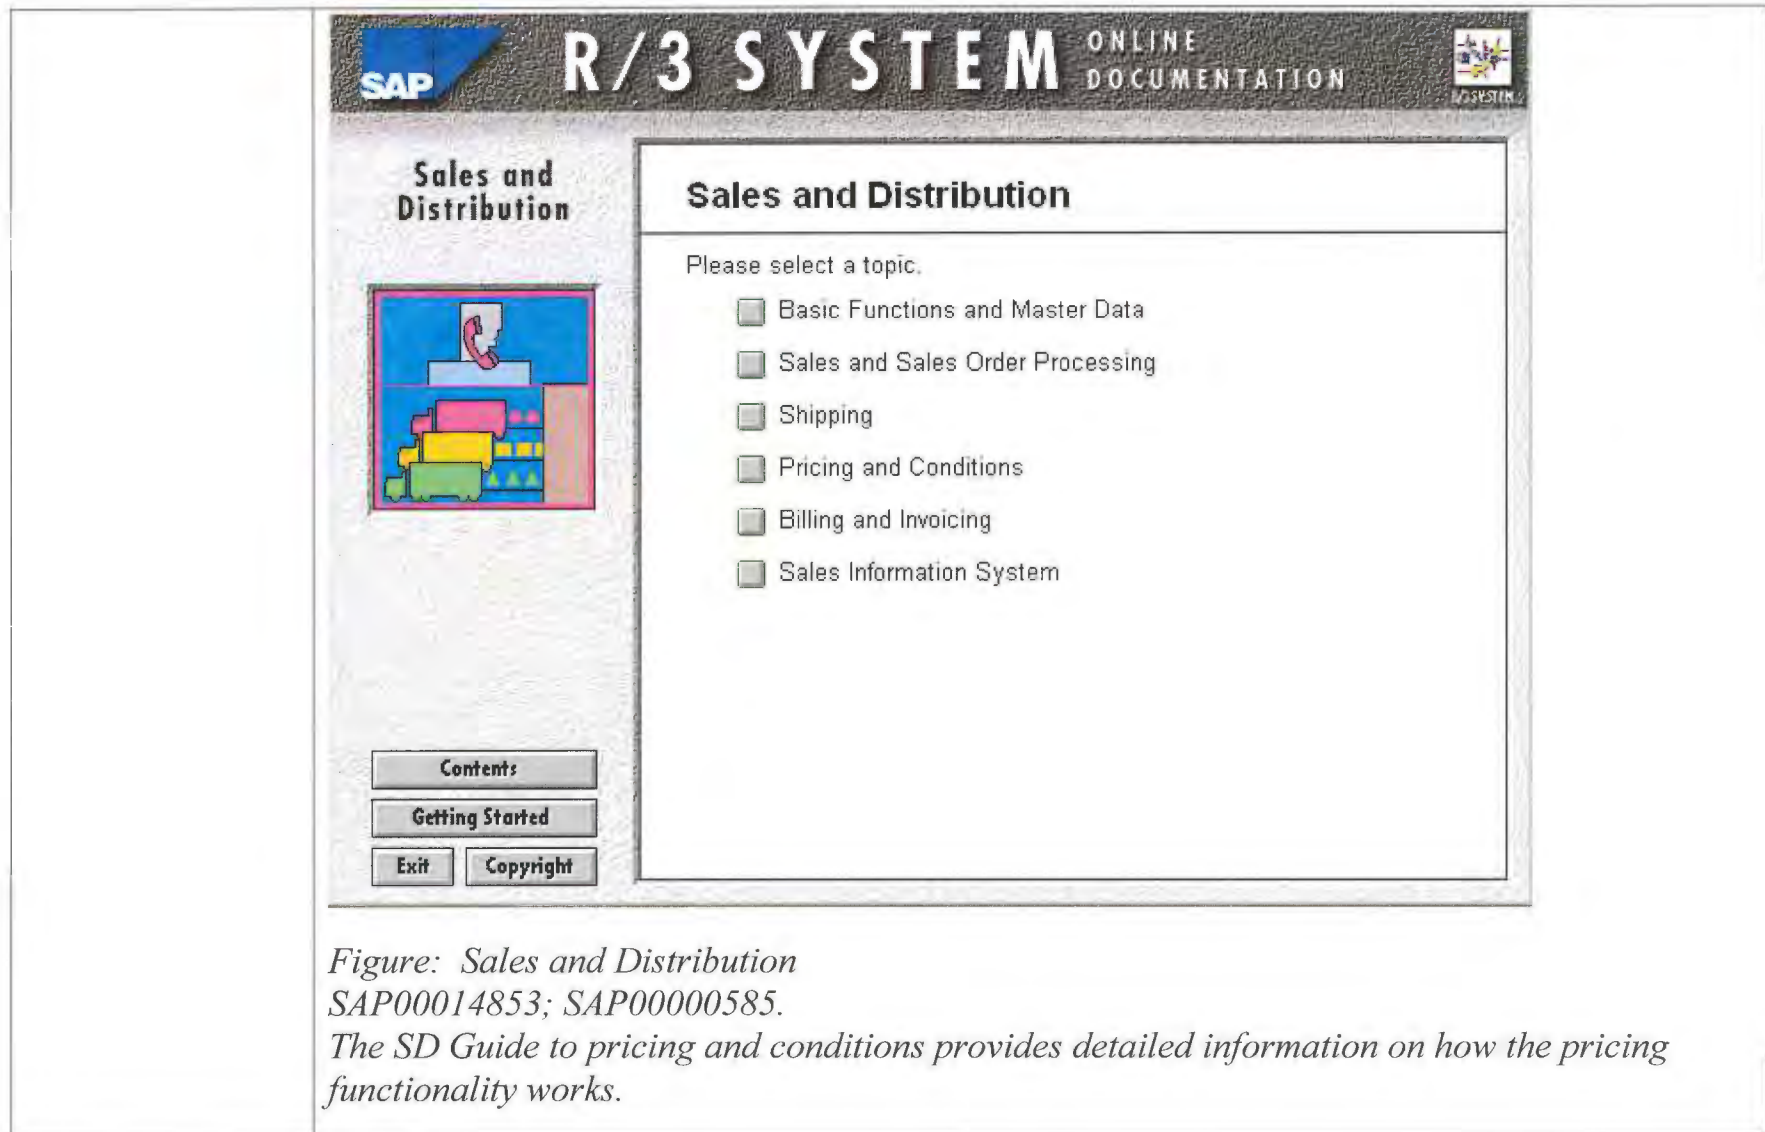 SAP
R/3 SYSTEM ONLINE DOCUMENTATION
R/3 SYSTEM
Sales and
Distribution
Sales and Distribution
Please select a topic.
Basic Functions and Master Data
Sales and Sales Order Processing
Shipping
Pricing and Conditions
Billing and Invoicing
Sales Information System
Contents
Getting Started
Exit
Copyright
Figure: Sales and Distribution
SAP00014853; SAP00000585.
The SD Guide to pricing and conditions provides detailed information on how the pricing
functionality works.